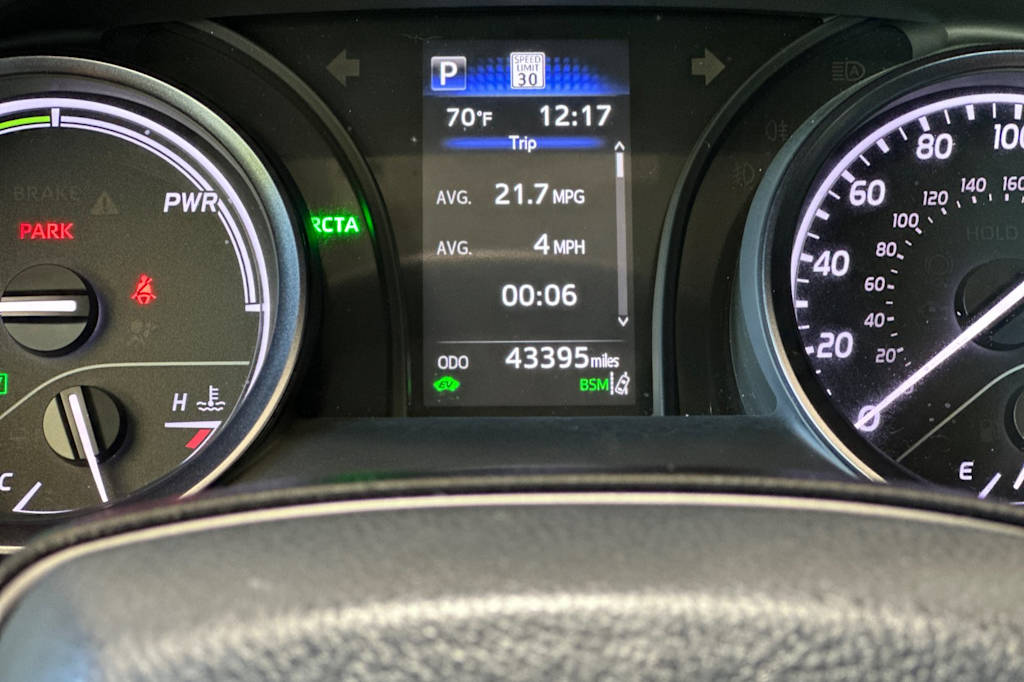 P
SPEED
LIMIT
30
70°F 12:17
Trip
AVG. 21.7 MPG
AVG. 4 MPH
00:06
ODO 43395 miles
EV
BSM
BRAKE
PARK
PWR
RCTA
H
C
A
0
20
40
60
80
100
20
40
60
80
100
120
140
160
HOLD
E